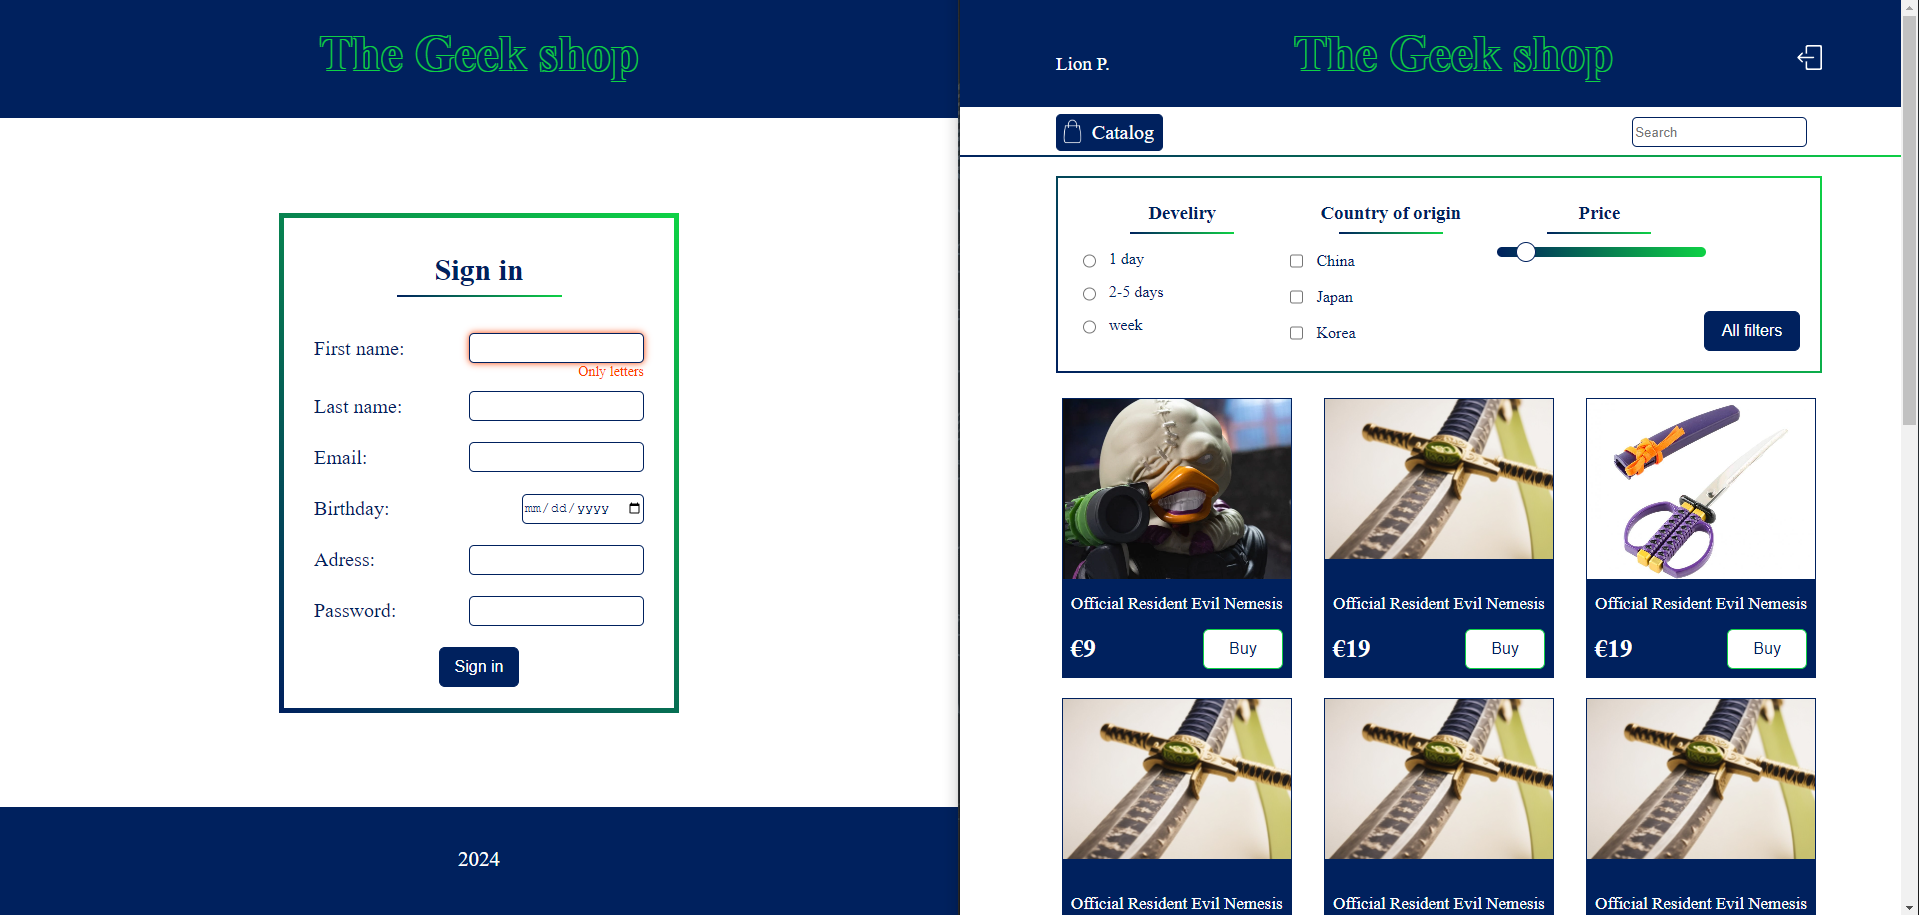 The Geek shop
Sign in
First name:
Only letters
Last name:
Email:
Birthday:
mm/dd/yyyy
Adress:
Password:
Sign in
2024
Lion P.
The Geek shop
Catalog
Search
Develiry
1 day
2-5 days
week
Country of origin
China
Japan
Korea
Price
All filters
Official Resident Evil Nemesis
€9
Buy
Official Resident Evil Nemesis
€19
Buy
Official Resident Evil Nemesis
€19
Buy
Official Resident Evil Nemesis
Official Resident Evil Nemesis
Official Resident Evil Nemesis